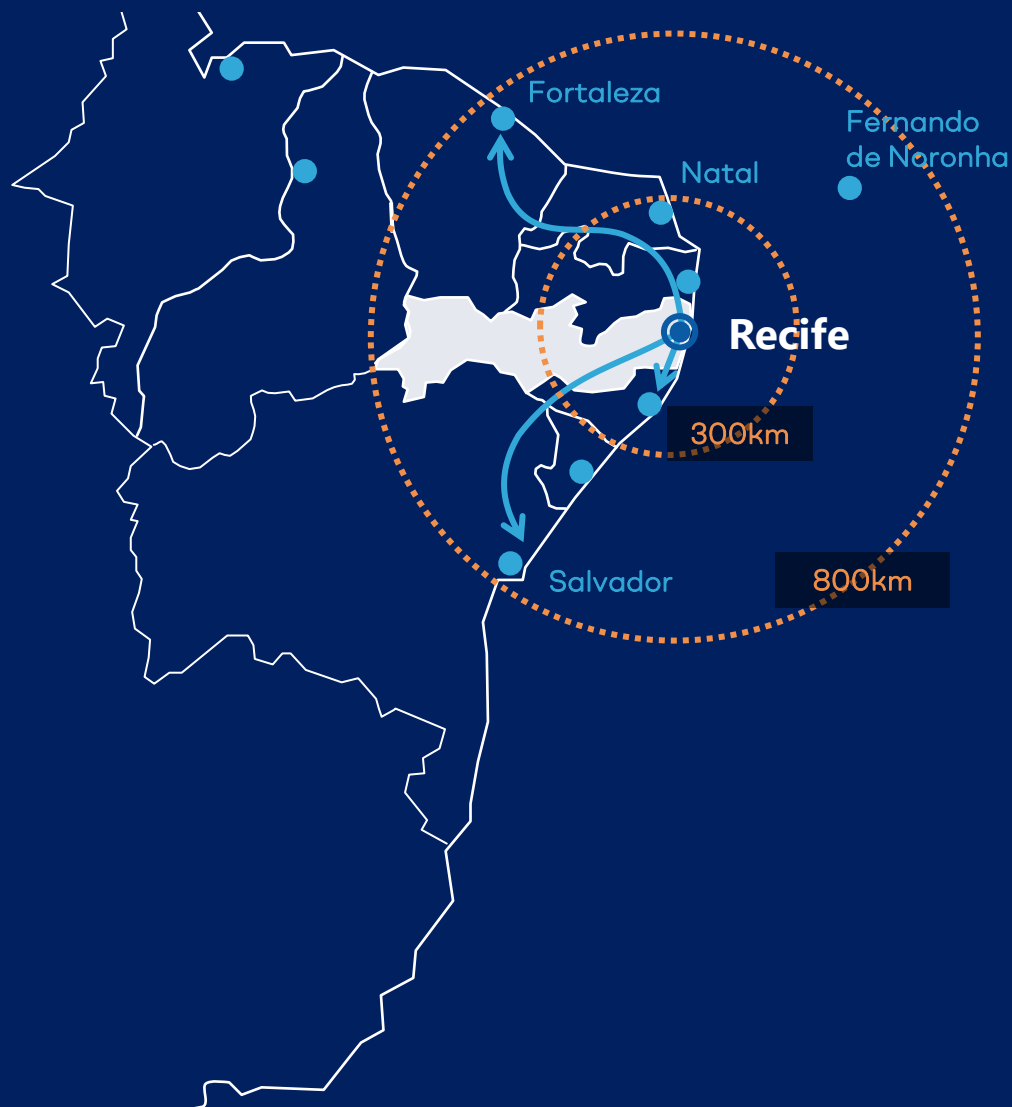 Fortaleza
Fernando
de Noronha
Natal
Recife
300km
800km
Salvador